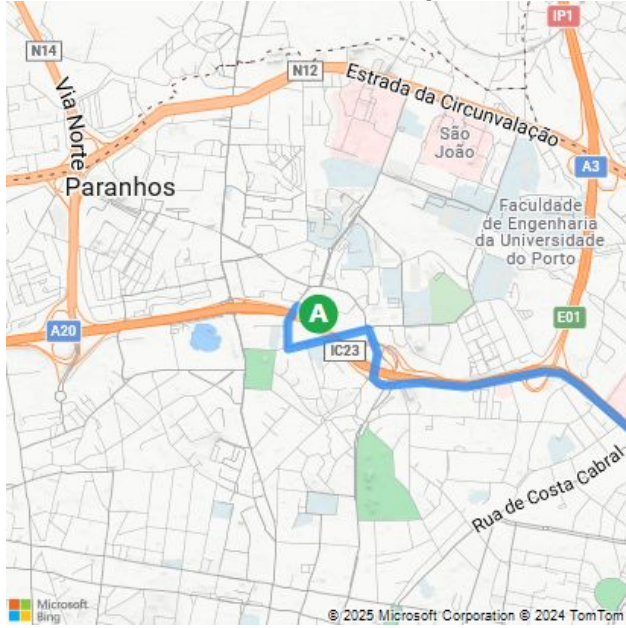 IP1
N14
N12
Via Norte
Estrada da Circunvalação
São
João
A3
Paranhos
Faculdade
de Engenharia
da Universidade
do Porto
A
E01
A20
IC23
Rua de Costa Cabral
Microsoft
Bing
© 2025 Microsoft Corporation © 2024 TomTom